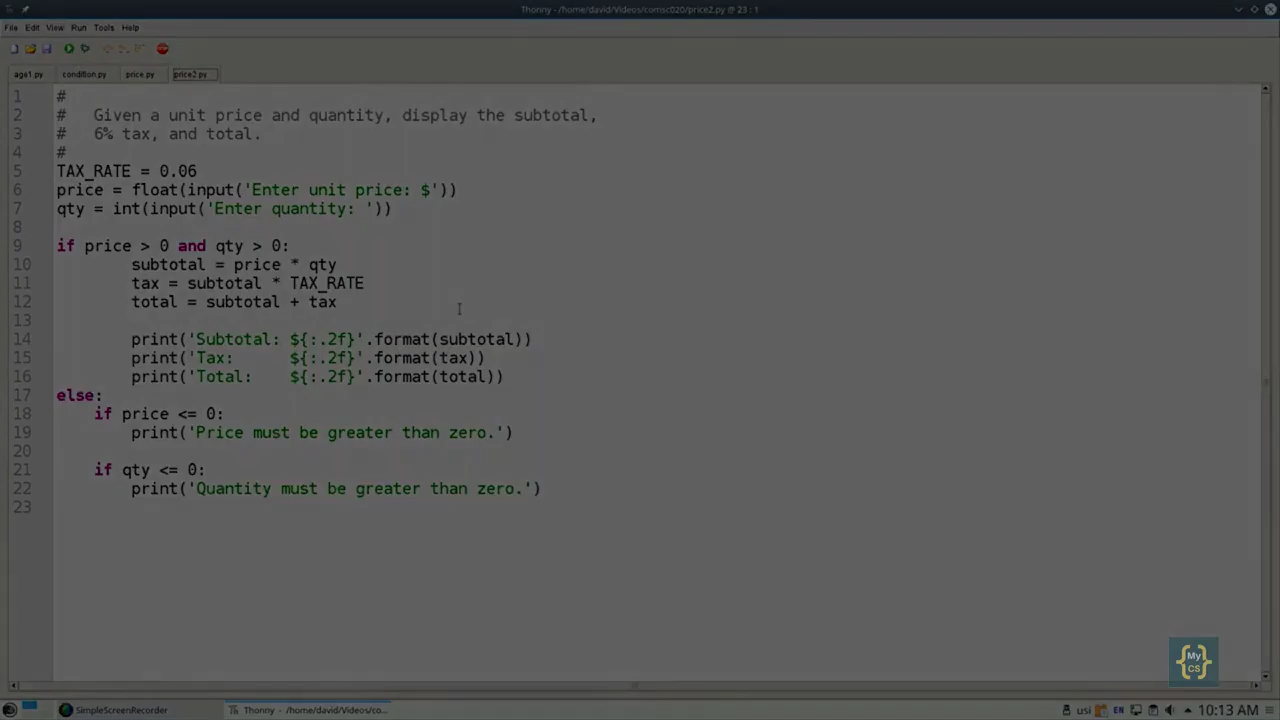 Thonny - /home/david/Videos/comsc020/price2.py @ 23 : 1
File Edit View Run Tools Help
age1.py condition.py price.py price2.py
1 #
2 #   Given a unit price and quantity, display the subtotal,
3 #   6% tax, and total.
4 #
5 TAX_RATE = 0.06
6 price = float(input('Enter unit price: $'))
7 qty = int(input('Enter quantity: '))
8
9 if price > 0 and qty > 0:
10         subtotal = price * qty
11         tax = subtotal * TAX_RATE
12         total = subtotal + tax
13
14         print('Subtotal: ${:.2f}'.format(subtotal))
15         print('Tax:      ${:.2f}'.format(tax))
16         print('Total:    ${:.2f}'.format(total))
17 else:
18     if price <= 0:
19         print('Price must be greater than zero.')
20
21     if qty <= 0:
22         print('Quantity must be greater than zero.')
23
{My CS}
SimpleScreenRecorder Thonny - /home/david/Videos/co... usi EN 10:13 AM